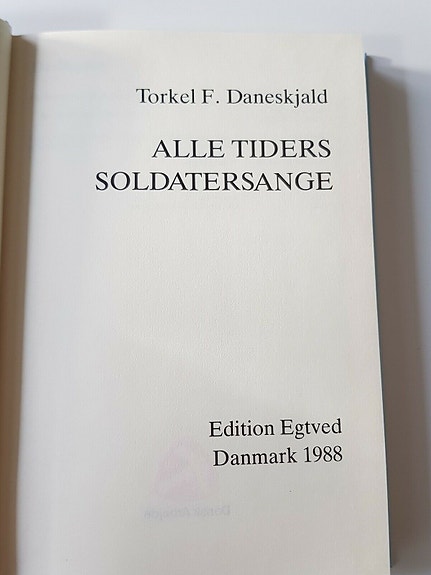 Torkel F. Daneskjald
ALLE TIDERS
SOLDATERSANGE
Edition Egtved
Danmark 1988